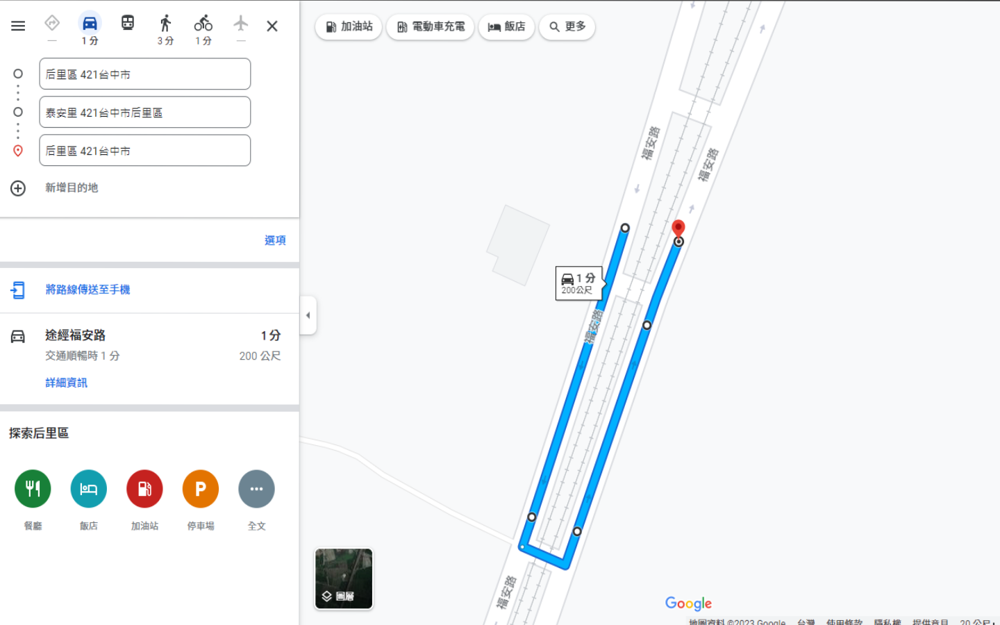 1 分
3 分
1 分
后里區 421台中市
泰安里 421台中市后里區
后里區 421台中市
新增目的地
選項
將路線傳送至手機
途經福安路
1 分
交通順暢時 1 分
200 公尺
詳細資訊
探索后里區
餐廳
飯店
加油站
P
停車場
全文
加油站
電動車充電
飯店
更多
福安路
福安路
1 分
200公尺
福安路
福安路
圖層
Google
地圖資料 ©2023 Google
台灣
使用條款
隱私權
提供意見
20 公尺